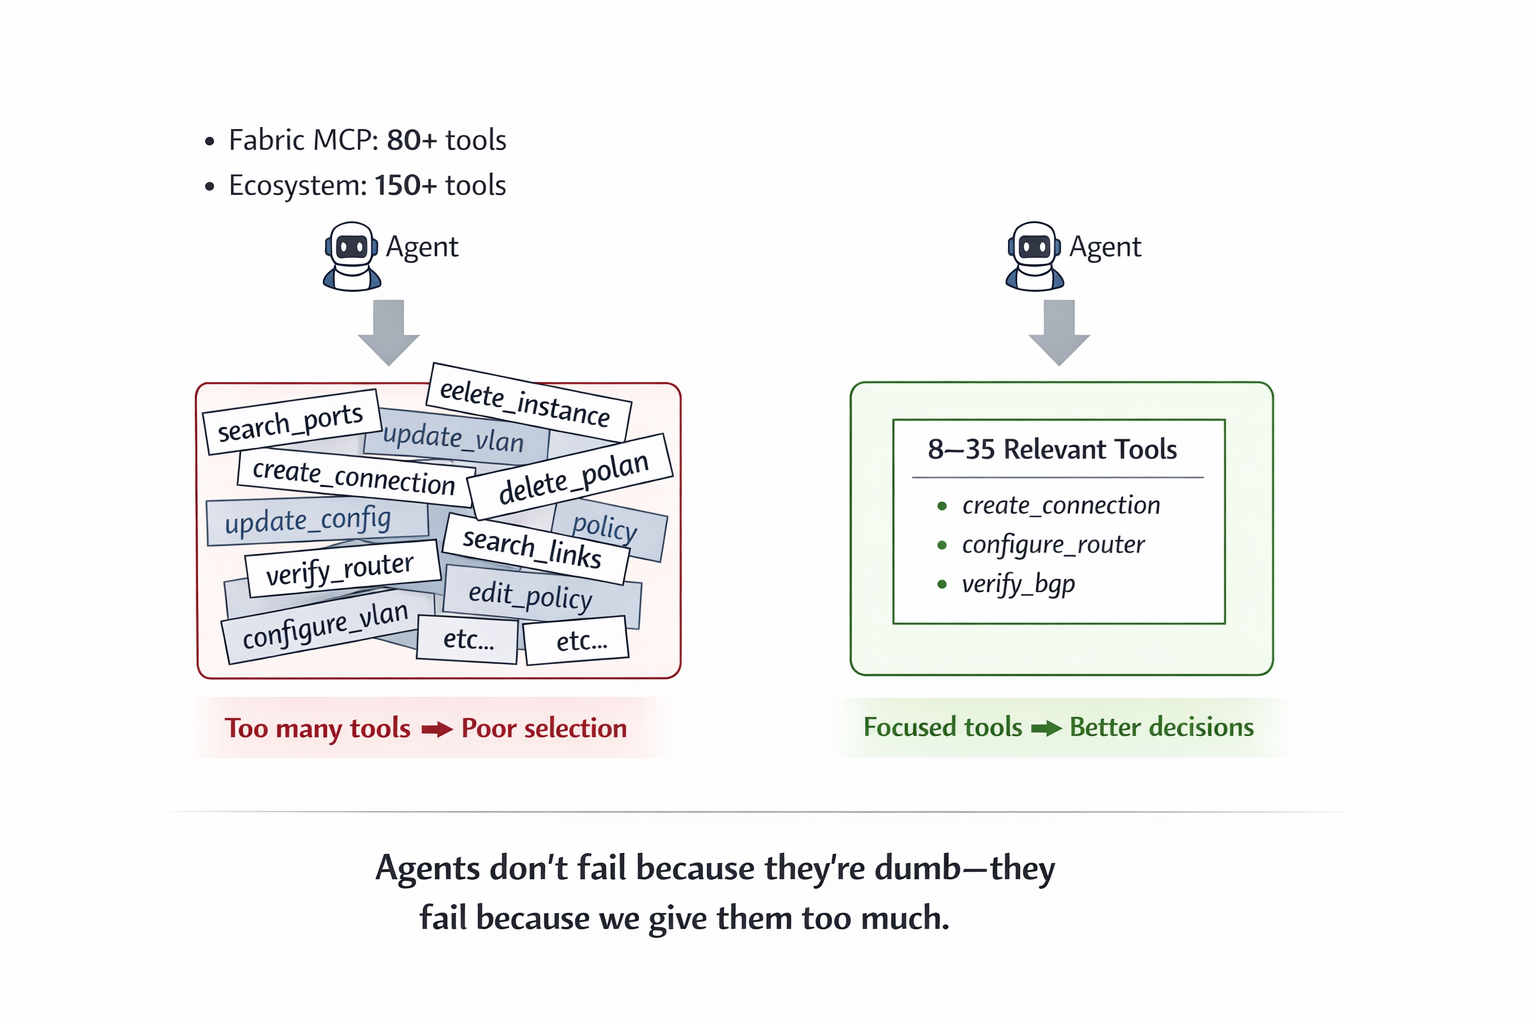 • Fabric MCP: 80+ tools
• Ecosystem: 150+ tools
Agent
eelete_instance
search_ports
update_vlan
create_connection
delete_polan
update_config
policy
search_links
verify_router
edit_policy
configure_vlan
etc...
etc...
Too many tools ➡ Poor selection
Agent
8–35 Relevant Tools
• create_connection
• configure_router
• verify_bgp
Focused tools ➡ Better decisions
Agents don't fail because they're dumb—they
fail because we give them too much.